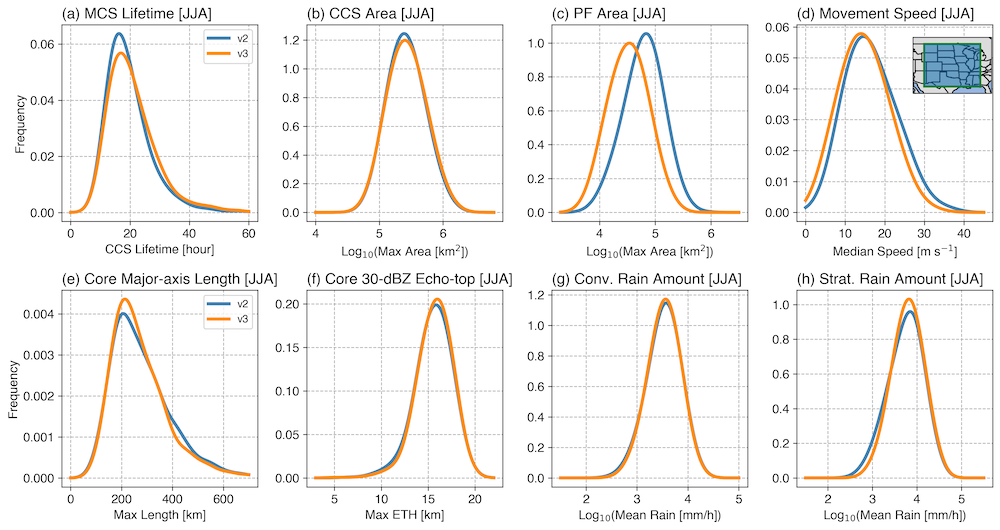 (a) MCS Lifetime [JJA]
(b) CCS Area [JJA]
(c) PF Area [JJA]
(d) Movement Speed [JJA]
Frequency
0.06
0.04
0.02
0.00
v2
v3
0 20 40 60
CCS Lifetime [hour]
1.2
1.0
0.8
0.6
0.4
0.2
0.0
4 5 6
Log₁₀(Max Area [km²])
1.0
0.8
0.6
0.4
0.2
0.0
4 5 6
Log₁₀(Max Area [km²])
0.06
0.05
0.04
0.03
0.02
0.01
0.00
0 10 20 30 40
Median Speed [m s⁻¹]
(e) Core Major-axis Length [JJA]
(f) Core 30-dBZ Echo-top [JJA]
(g) Conv. Rain Amount [JJA]
(h) Strat. Rain Amount [JJA]
Frequency
0.004
0.003
0.002
0.001
0.000
v2
v3
0 200 400 600
Max Length [km]
0.20
0.15
0.10
0.05
0.00
5 10 15 20
Max ETH [km]
1.2
1.0
0.8
0.6
0.4
0.2
0.0
2 3 4 5
Log₁₀(Mean Rain [mm/h])
1.0
0.8
0.6
0.4
0.2
0.0
2 3 4 5
Log₁₀(Mean Rain [mm/h])